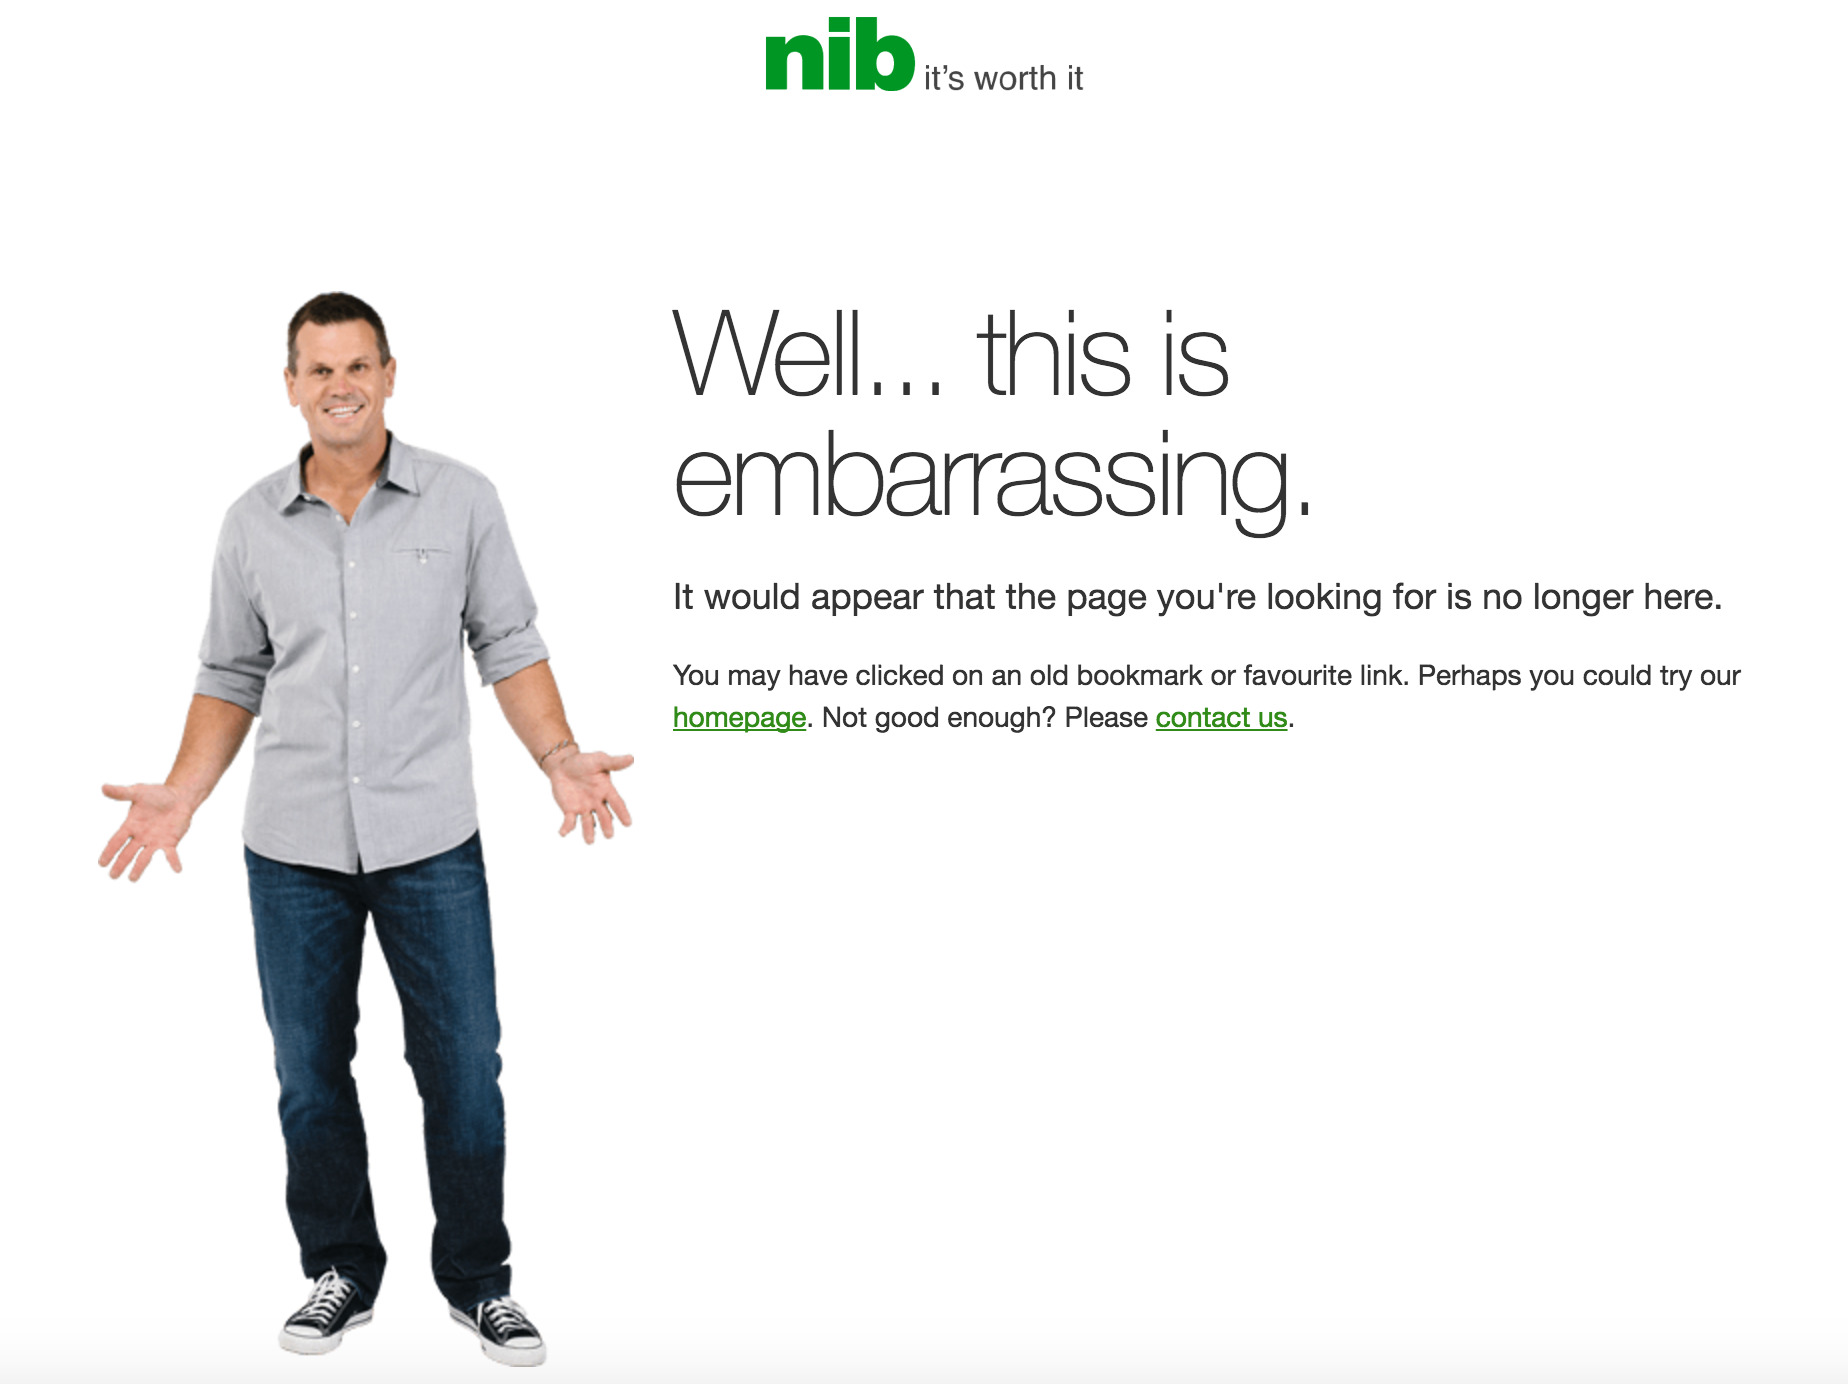 nib it’s worth it
Well... this is
embarrassing.
It would appear that the page you're looking for is no longer here.
You may have clicked on an old bookmark or favourite link. Perhaps you could try our
homepage. Not good enough? Please contact us.